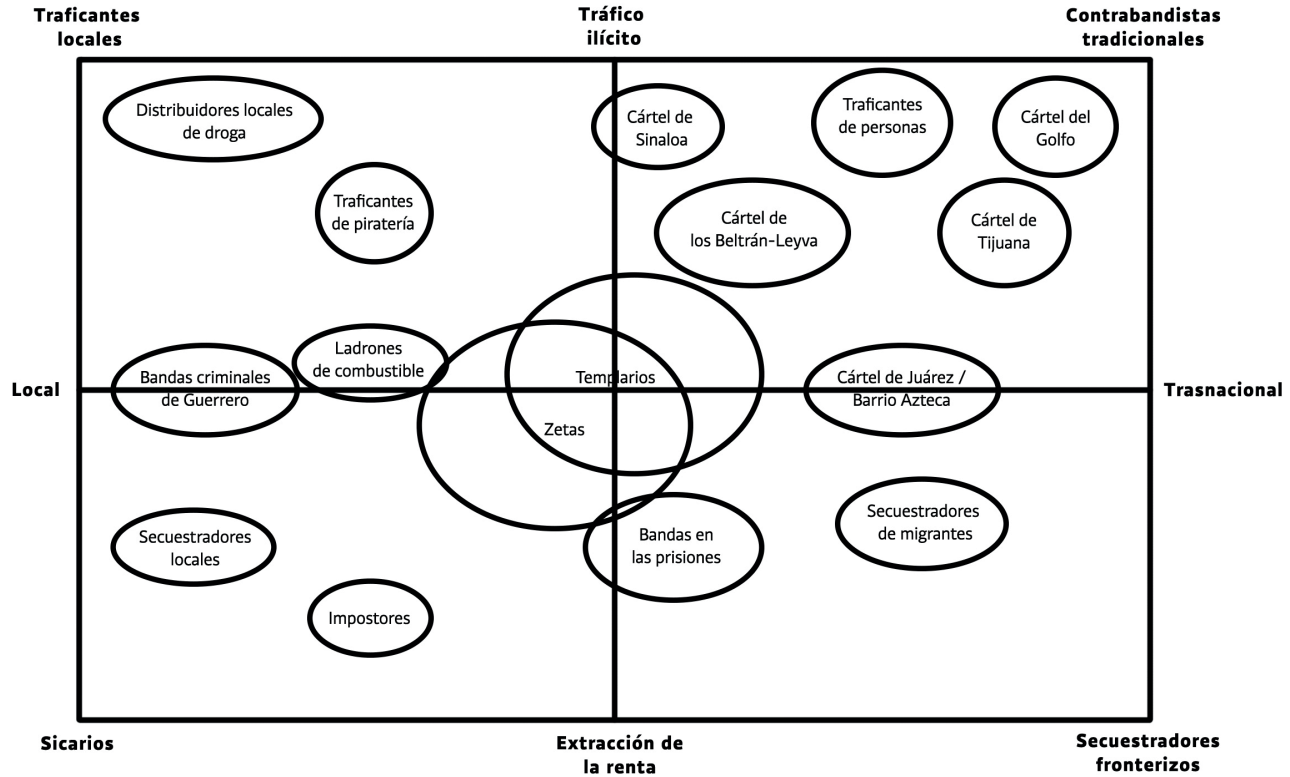 Traficantes
locales
Tráfico
ilícito
Contrabandistas
tradicionales
Distribuidores locales
de droga
Cártel de
Sinaloa
Traficantes
de personas
Cártel del
Golfo
Traficantes
de piratería
Cártel de
los Beltrán-Leyva
Cártel de
Tijuana
Ladrones
de combustible
Local
Bandas criminales
de Guerrero
Templarios
Cártel de Juárez /
Barrio Azteca
Trasnacional
Zetas
Secuestradores
locales
Bandas en
las prisiones
Secuestradores
de migrantes
Impostores
Sicarios
Extracción de
la renta
Secuestradores
fronterizos